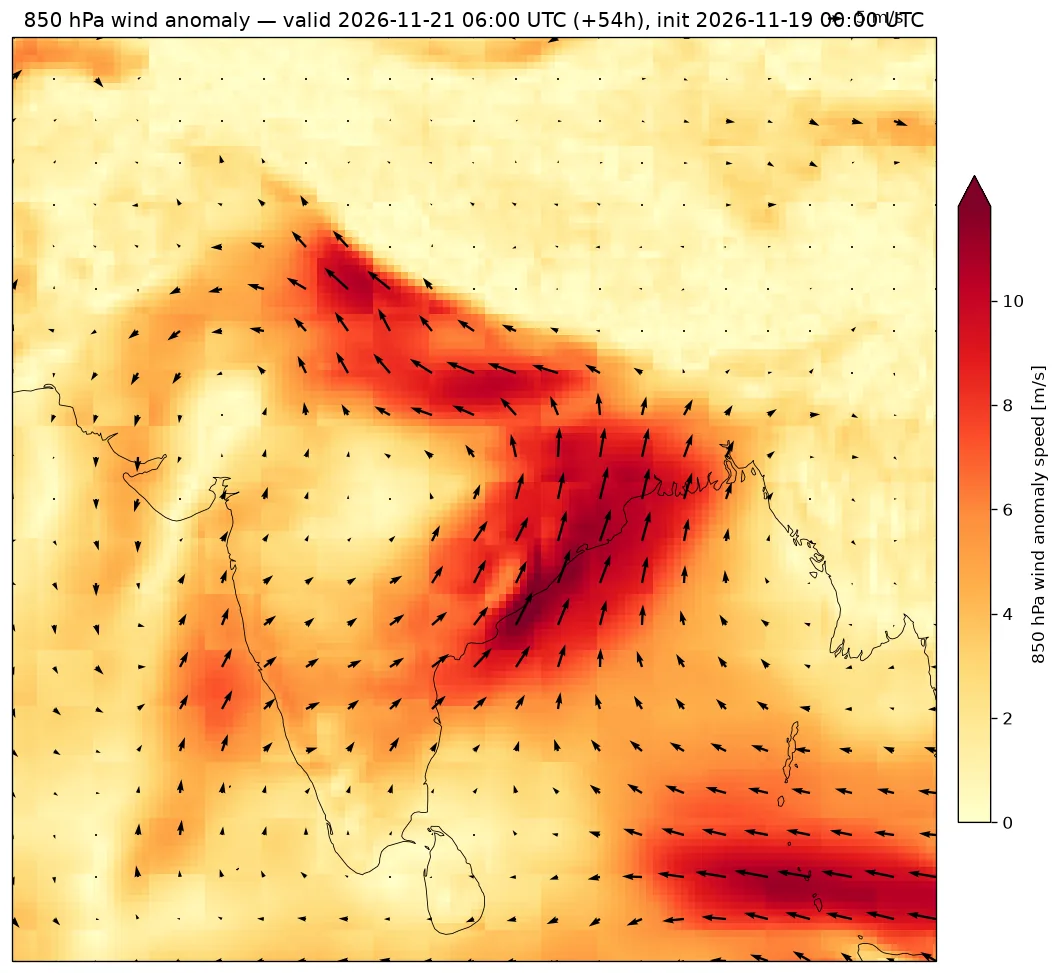 850 hPa wind anomaly — valid 2026-11-21 06:00 UTC (+54h), init 2026-11-19 00:00 UTC
5 m/s
10
8
6
4
2
0
850 hPa wind anomaly speed [m/s]